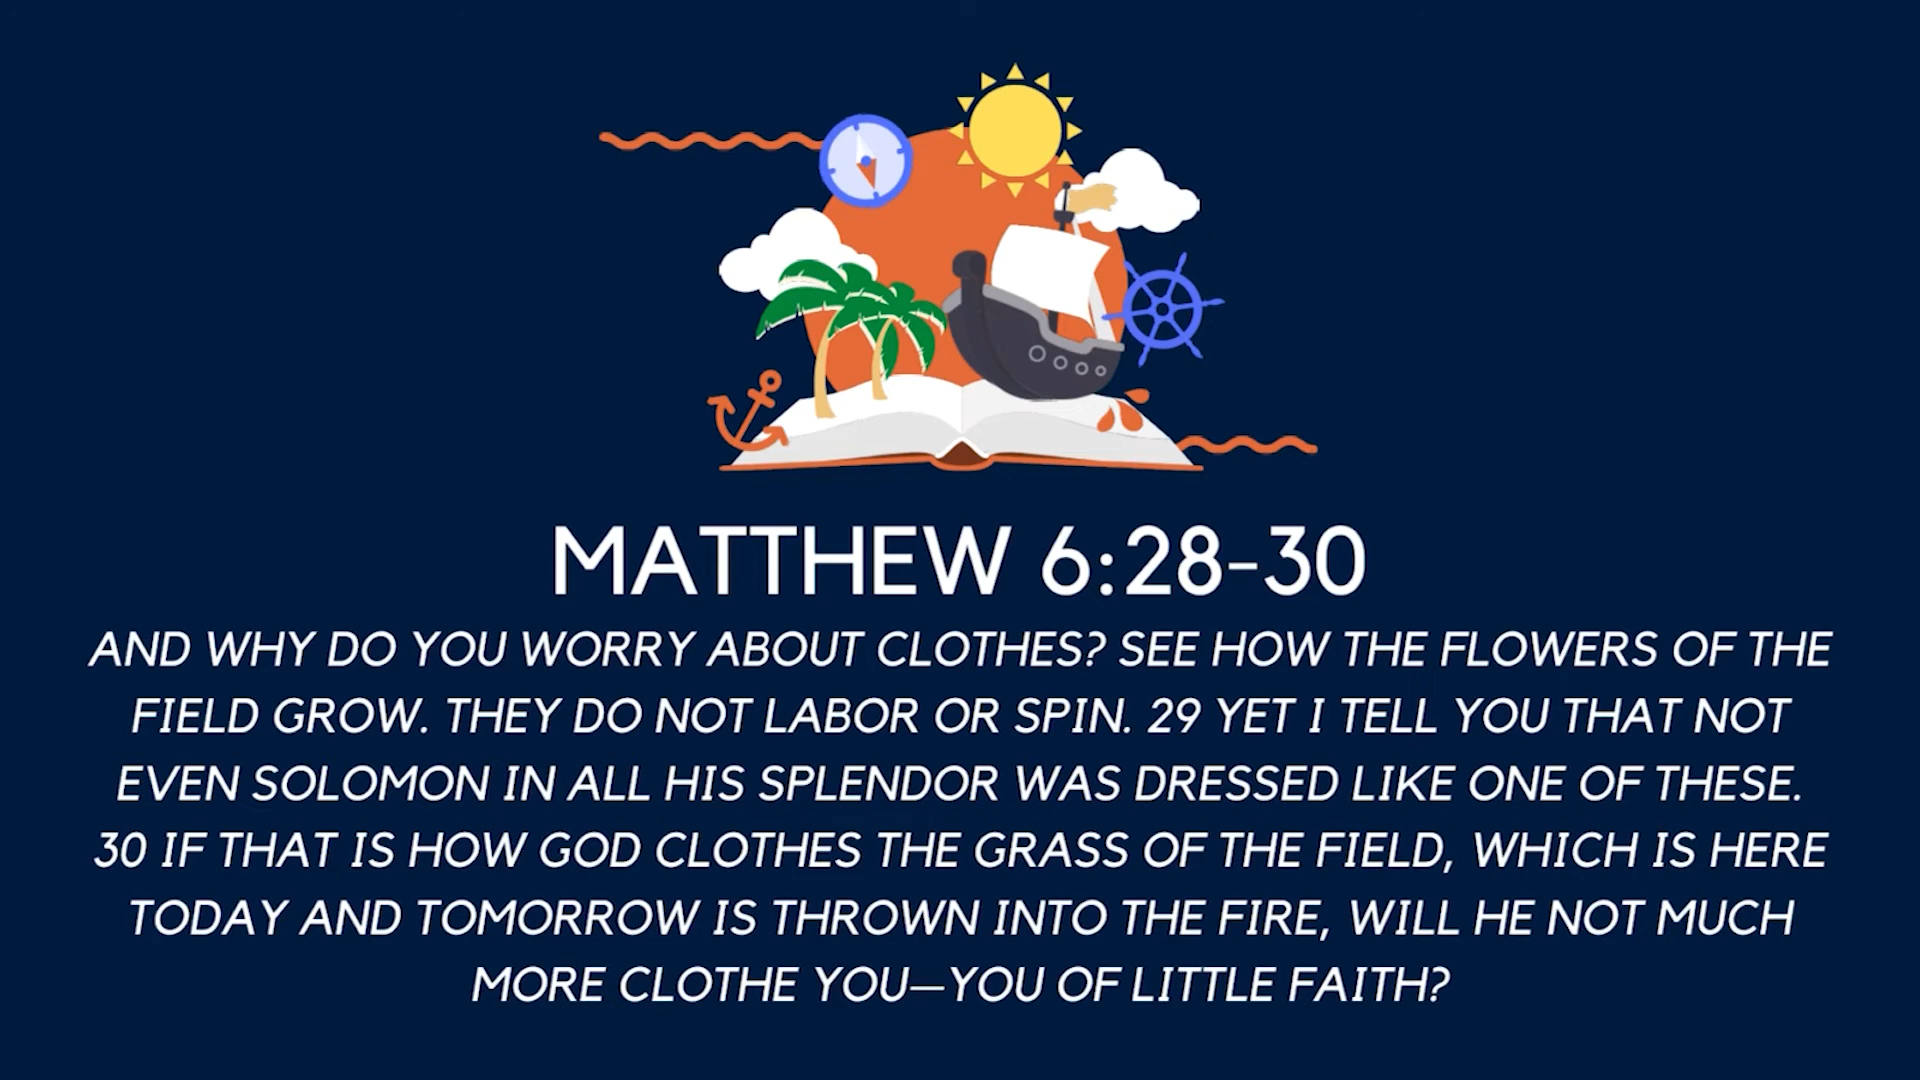 MATTHEW 6:28-30
AND WHY DO YOU WORRY ABOUT CLOTHES? SEE HOW THE FLOWERS OF THE
FIELD GROW. THEY DO NOT LABOR OR SPIN. 29 YET I TELL YOU THAT NOT
EVEN SOLOMON IN ALL HIS SPLENDOR WAS DRESSED LIKE ONE OF THESE.
30 IF THAT IS HOW GOD CLOTHES THE GRASS OF THE FIELD, WHICH IS HERE
TODAY AND TOMORROW IS THROWN INTO THE FIRE, WILL HE NOT MUCH
MORE CLOTHE YOU—YOU OF LITTLE FAITH?